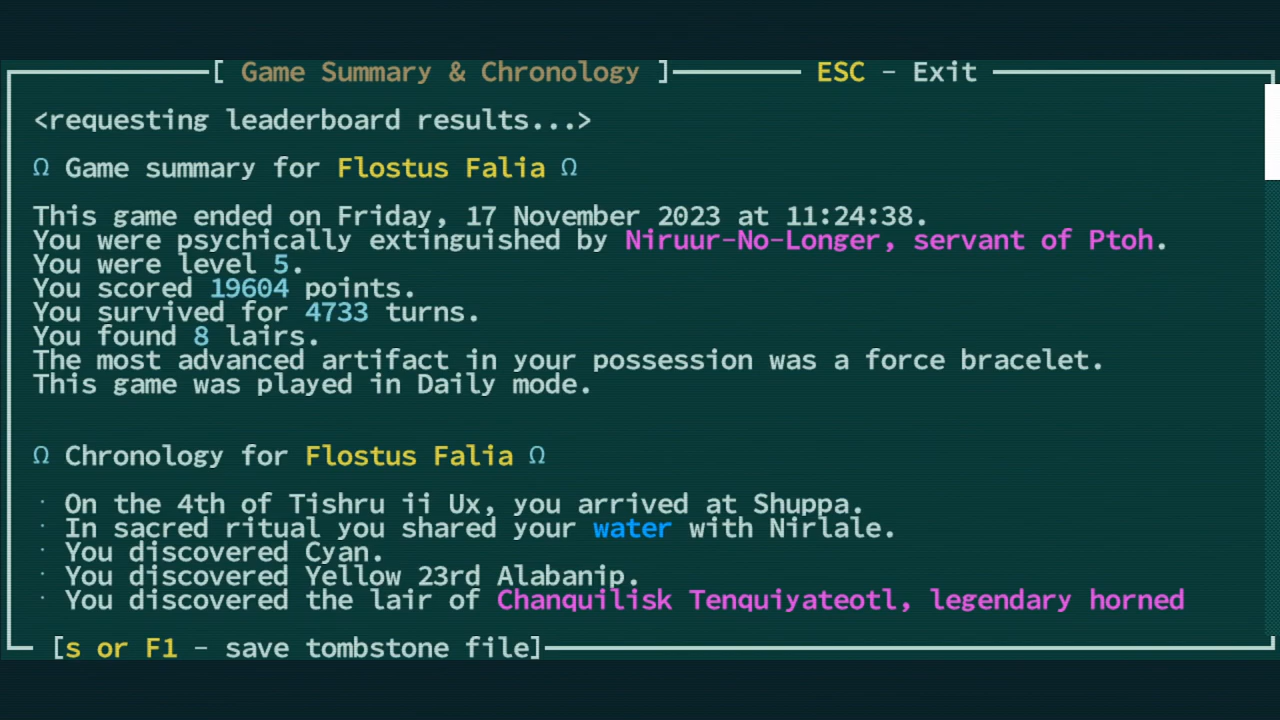 [ Game Summary & Chronology ] ESC - Exit
<requesting leaderboard results...>
Ω Game summary for Flostus Falia Ω
This game ended on Friday, 17 November 2023 at 11:24:38.
You were psychically extinguished by Niruur-No-Longer, servant of Ptoh.
You were level 5.
You scored 19604 points.
You survived for 4733 turns.
You found 8 lairs.
The most advanced artifact in your possession was a force bracelet.
This game was played in Daily mode.
Ω Chronology for Flostus Falia Ω
· On the 4th of Tishru ii Ux, you arrived at Shuppa.
· In sacred ritual you shared your water with Nirlale.
· You discovered Cyan.
· You discovered Yellow 23rd Alabanip.
· You discovered the lair of Chanquilisk Tenquiyateotl, legendary horned
[s or F1 - save tombstone file]